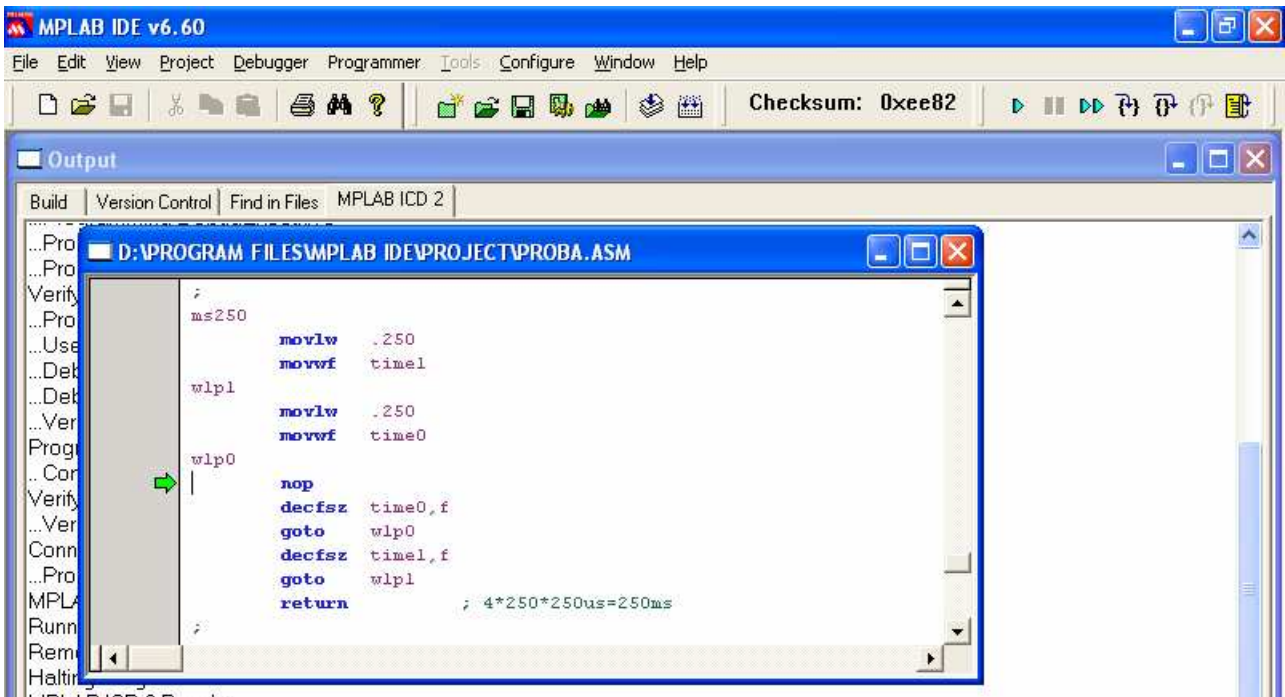 MPLAB IDE v6.60
File Edit View Project Debugger Programmer Tools Configure Window Help
Checksum: 0xee82
Output
Build Version Control Find in Files MPLAB ICD 2
...Pro
D:\PROGRAM FILES\MPLAB IDE\PROJECT\PROBA.ASM
...Pro
Verify
...Pro
...Use
...Deb
...Deb
...Ver
Progr
.. Con
Verify
...Ver
Conn
...Pro
MPLA
Runn
Rem
Haltin
;
ms250
movlw .250
movwf time1
wlp1
movlw .250
movwf time0
wlp0
nop
decfsz time0,f
goto wlp0
decfsz time1,f
goto wlp1
return ; 4*250*250us=250ms
;